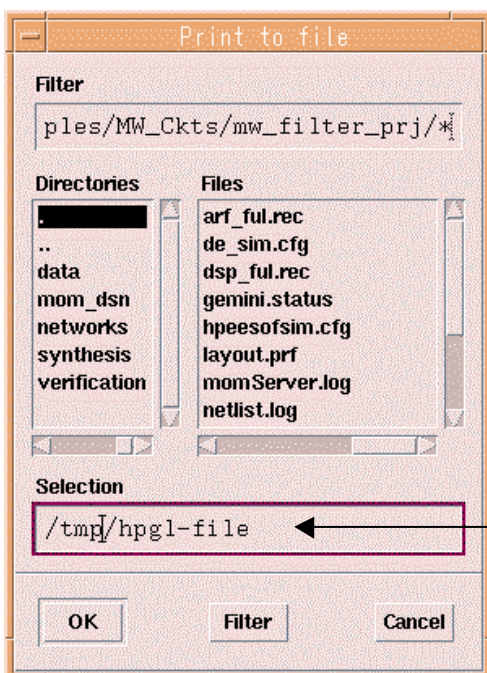 Print to file
Filter
ples/MW_Ckts/mw_filter_prj/*
Directories
Files
.
..
data
mom_dsn
networks
synthesis
verification
arf_ful.rec
de_sim.cfg
dsp_ful.rec
gemini.status
hpeesofsim.cfg
layout.prf
momServer.log
netlist.log
Selection
/tmp/hpgl-file
OK
Filter
Cancel